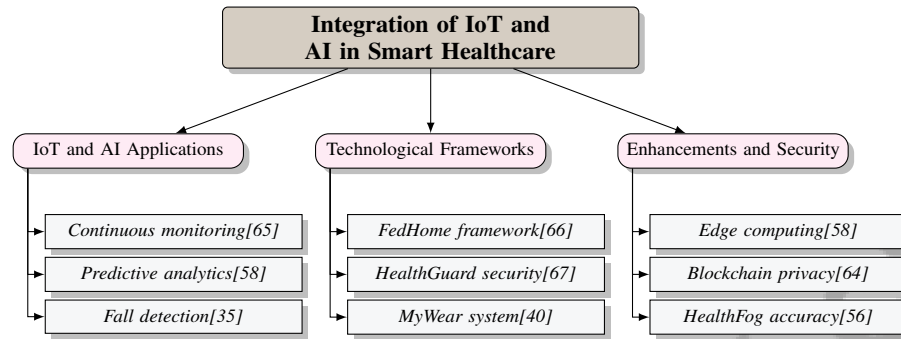 Integration of IoT and
AI in Smart Healthcare
IoT and AI Applications
Continuous monitoring[65]
Predictive analytics[58]
Fall detection[35]
Technological Frameworks
FedHome framework[66]
HealthGuard security[67]
MyWear system[40]
Enhancements and Security
Edge computing[58]
Blockchain privacy[64]
HealthFog accuracy[56]